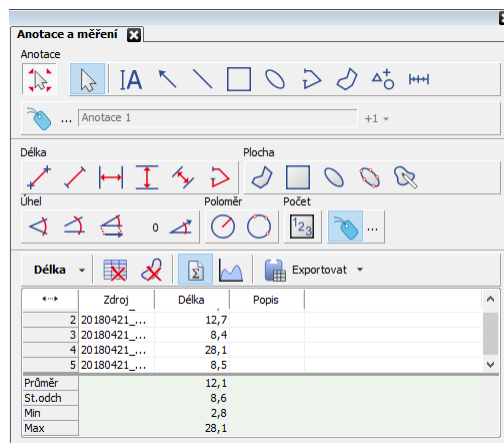 Anotace a měření
Anotace
IA
... Anotace 1 +1
Délka Plocha
Úhel Poloměr Počet
0 123 ...
Délka Σ Exportovat
Zdroj Délka Popis
2 20180421_... 12,7
3 20180421_... 8,4
4 20180421_... 28,1
5 20180421_... 8,5
Průměr 12,1
St.odch 8,6
Min 2,8
Max 28,1